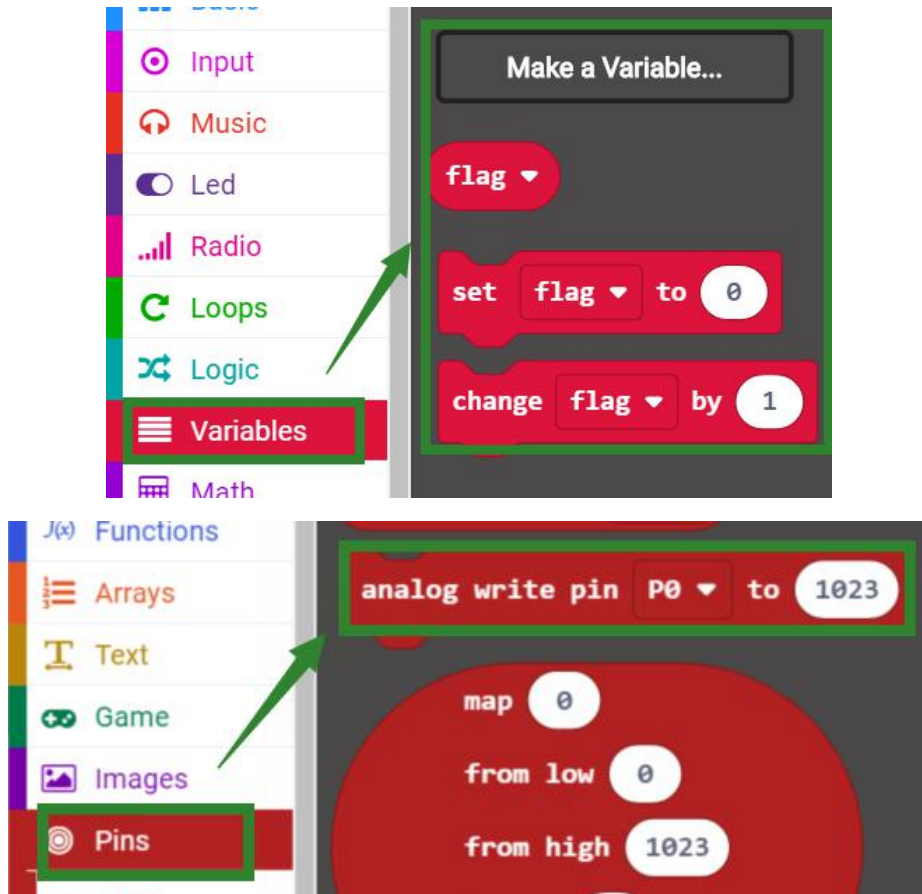 Basic
Input
Music
Led
Radio
Loops
Logic
Variables
Math
Make a Variable...
flag
set flag to 0
change flag by 1
J(x) Functions
Arrays
Text
Game
Images
Pins
analog write pin P0 to 1023
map 0
from low 0
from high 1023